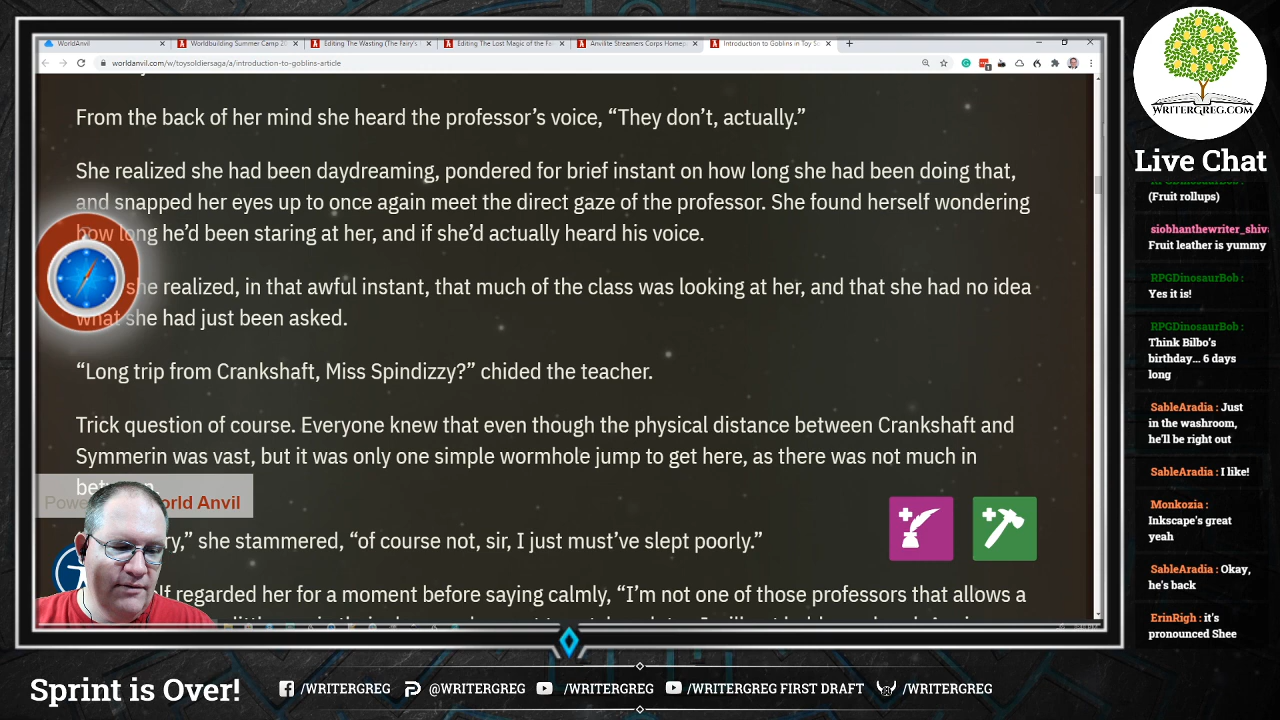 WorldAnvil
Worldbuilding Summer Camp 20
Editing The Wasting (The Fairy's
Editing The Lost Magic of the Fa
Anvilite Streamers Corps Homep
Introduction to Goblins in Toy So
worldanvil.com/w/toysoldiersaga/a/introduction-to-goblins-article
From the back of her mind she heard the professor's voice, “They don't, actually.”
She realized she had been daydreaming, pondered for brief instant on how long she had been doing that,
and snapped her eyes up to once again meet the direct gaze of the professor. She found herself wondering
how long he'd been staring at her, and if she'd actually heard his voice.
she realized, in that awful instant, that much of the class was looking at her, and that she had no idea
what she had just been asked.
“Long trip from Crankshaft, Miss Spindizzy?” chided the teacher.
Trick question of course. Everyone knew that even though the physical distance between Crankshaft and
Symmerin was vast, but it was only one simple wormhole jump to get here, as there was not much in
between.
Powe orld Anvil
ry,” she stammered, “of course not, sir, I just must've slept poorly.”
lf regarded her for a moment before saying calmly, “I'm not one of those professors that allows a
WRITERGREG.COM
Live Chat
RPGDinosaurBob :
(Fruit rollups)
siobhanthewriter_shiva
Fruit leather is yummy
RPGDinosaurBob :
Yes it is!
RPGDinosaurBob :
Think Bilbo's
birthday... 6 days
long
SableAradia : Just
in the washroom,
he'll be right out
SableAradia : I like!
Monkozia :
Inkscape's great
yeah
SableAradia : Okay,
he's back
ErinRigh : it's
pronounced Shee
Sprint is Over!
/WRITERGREG
@WRITERGREG
/WRITERGREG
/WRITERGREG FIRST DRAFT
/WRITERGREG